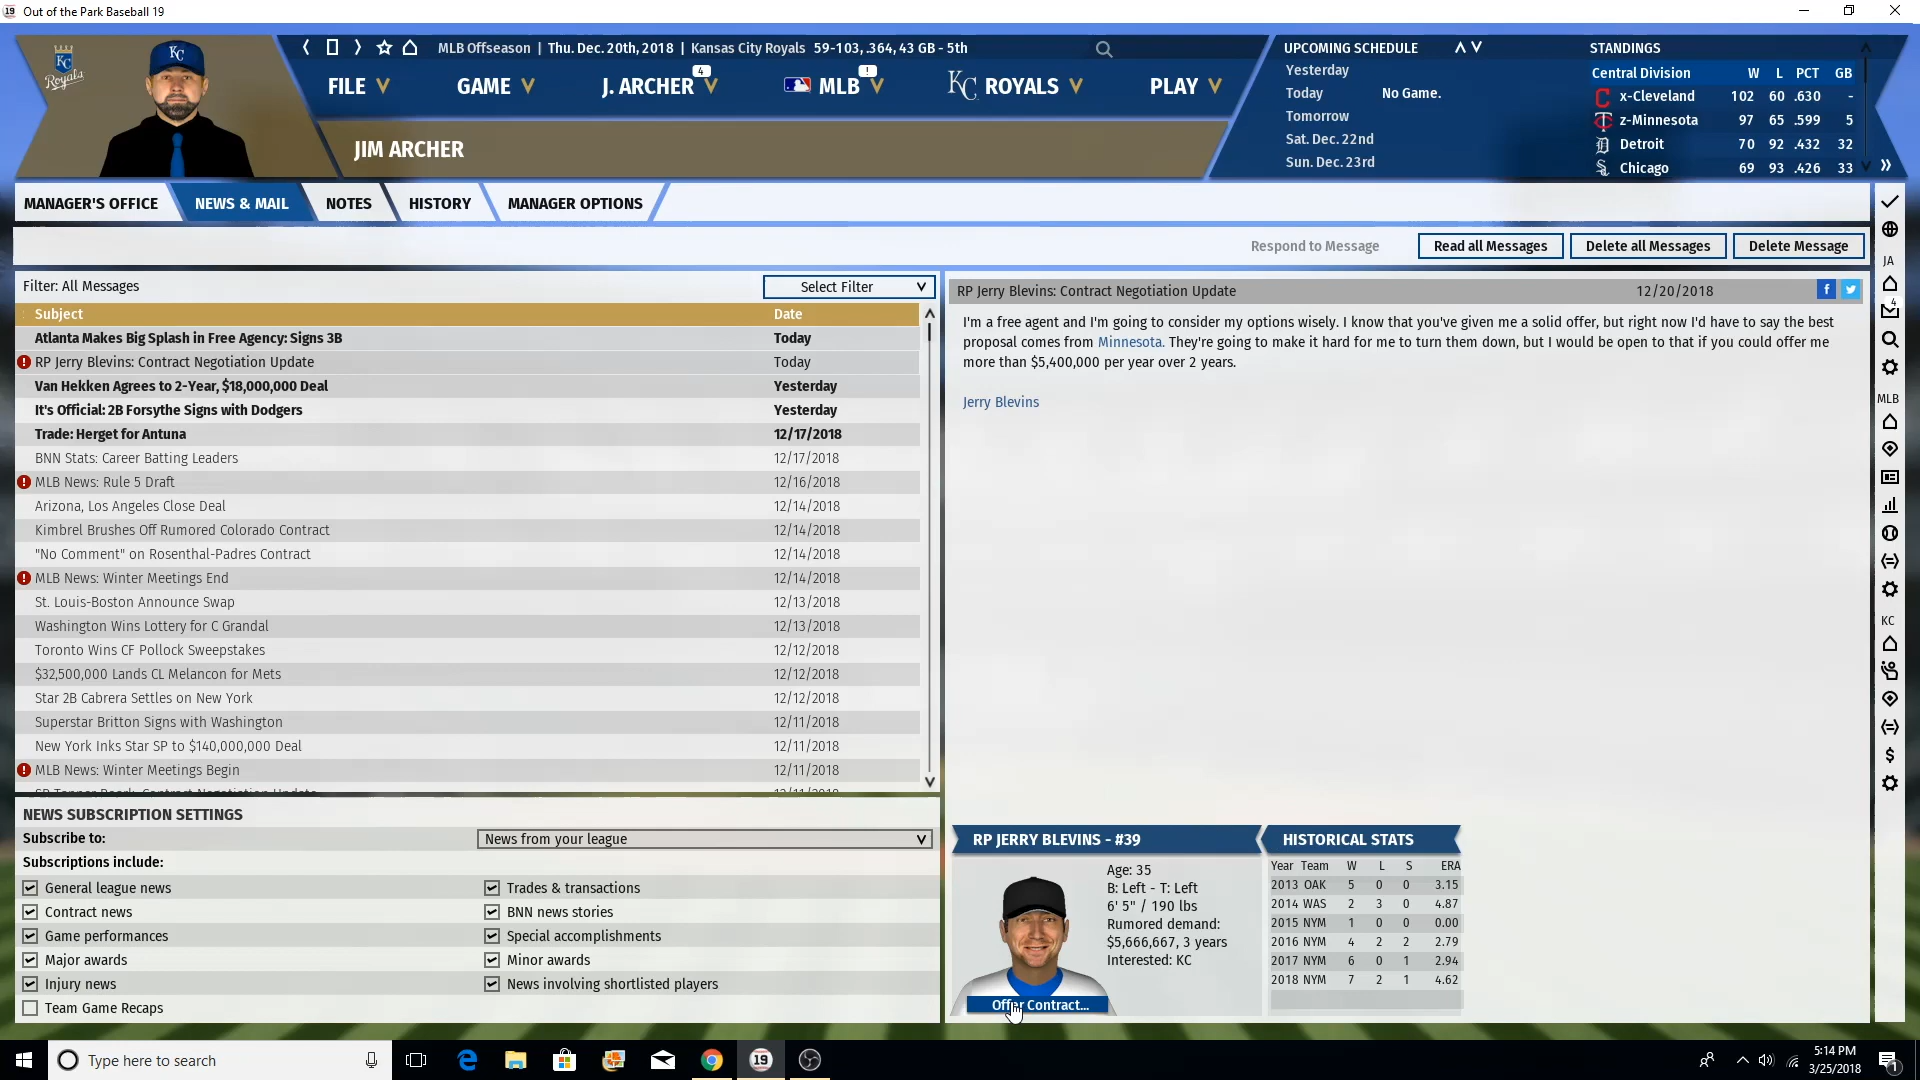 Out of the Park Baseball 19
MLB Offseason | Thu. Dec. 20th, 2018 | Kansas City Royals 59-103, .364, 43 GB - 5th
FILE
GAME
J. ARCHER
4
MLB
!
KC ROYALS
PLAY
Royals
KC
JIM ARCHER
UPCOMING SCHEDULE
Yesterday
Today No Game.
Tomorrow
Sat. Dec. 22nd
Sun. Dec. 23rd
STANDINGS
Central Division W L PCT GB
x-Cleveland 102 60 .630 -
z-Minnesota 97 65 .599 5
Detroit 70 92 .432 32
Chicago 69 93 .426 33
MANAGER'S OFFICE
NEWS & MAIL
NOTES
HISTORY
MANAGER OPTIONS
Respond to Message
Read all Messages
Delete all Messages
Delete Message
Filter: All Messages
Select Filter
Subject Date
Atlanta Makes Big Splash in Free Agency: Signs 3B Today
RP Jerry Blevins: Contract Negotiation Update Today
Van Hekken Agrees to 2-Year, $18,000,000 Deal Yesterday
It's Official: 2B Forsythe Signs with Dodgers Yesterday
Trade: Herget for Antuna 12/17/2018
BNN Stats: Career Batting Leaders 12/17/2018
MLB News: Rule 5 Draft 12/16/2018
Arizona, Los Angeles Close Deal 12/14/2018
Kimbrel Brushes Off Rumored Colorado Contract 12/14/2018
"No Comment" on Rosenthal-Padres Contract 12/14/2018
MLB News: Winter Meetings End 12/14/2018
St. Louis-Boston Announce Swap 12/13/2018
Washington Wins Lottery for C Grandal 12/13/2018
Toronto Wins CF Pollock Sweepstakes 12/12/2018
$32,500,000 Lands CL Melancon for Mets 12/12/2018
Star 2B Cabrera Settles on New York 12/12/2018
Superstar Britton Signs with Washington 12/11/2018
New York Inks Star SP to $140,000,000 Deal 12/11/2018
MLB News: Winter Meetings Begin 12/11/2018
Contract Negotiation Update 12/11/2018
NEWS SUBSCRIPTION SETTINGS
Subscribe to: News from your league
Subscriptions include:
General league news Trades & transactions
Contract news BNN news stories
Game performances Special accomplishments
Major awards Minor awards
Injury news News involving shortlisted players
Team Game Recaps
RP Jerry Blevins: Contract Negotiation Update 12/20/2018
I'm a free agent and I'm going to consider my options wisely. I know that you've given me a solid offer, but right now I'd have to say the best
proposal comes from Minnesota. They're going to make it hard for me to turn them down, but I would be open to that if you could offer me
more than $5,400,000 per year over 2 years.
Jerry Blevins
RP JERRY BLEVINS - #39
Age: 35
B: Left - T: Left
6' 5" / 190 lbs
Rumored demand:
$5,666,667, 3 years
Interested: KC
Offer Contract...
HISTORICAL STATS
Year Team W L S ERA
2013 OAK 5 0 0 3.15
2014 WAS 2 3 0 4.87
2015 NYM 1 0 0 0.00
2016 NYM 4 2 2 2.79
2017 NYM 6 0 1 2.94
2018 NYM 7 2 1 4.62
JA
4
MLB
KC
$
Type here to search
19
5:14 PM
3/25/2018
1